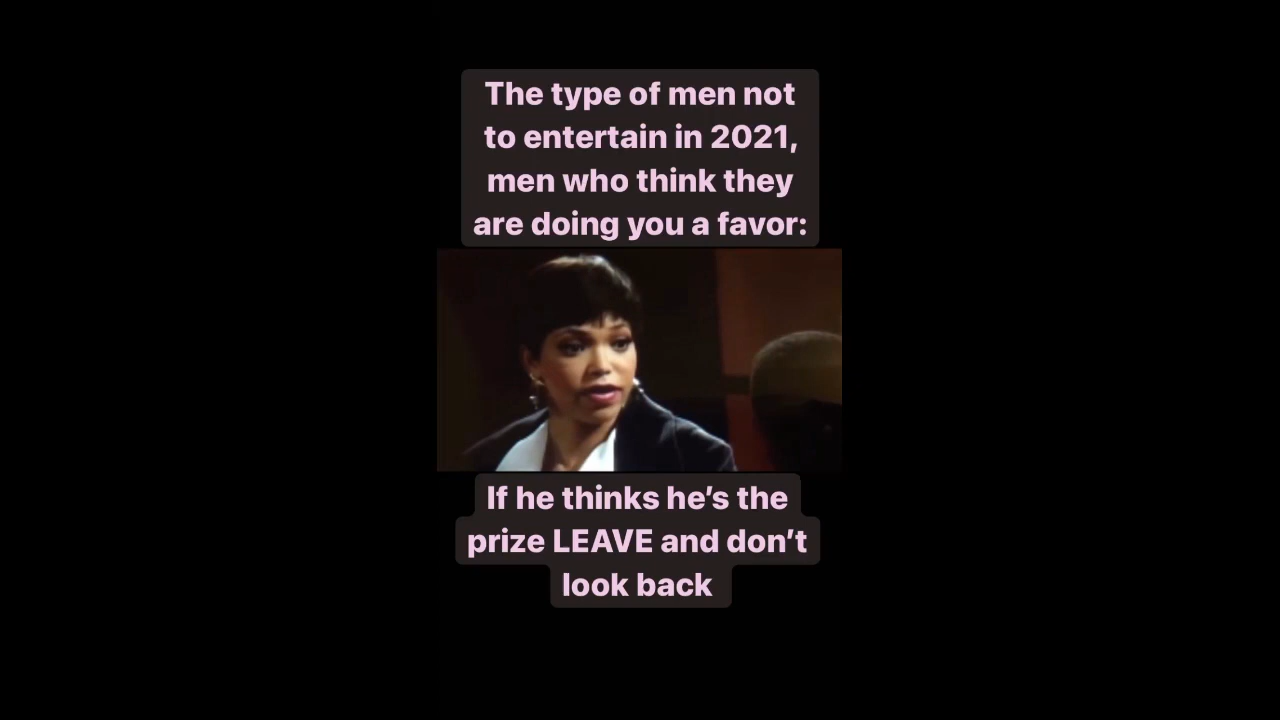 The type of men not
to entertain in 2021,
men who think they
are doing you a favor:
If he thinks he’s the
prize LEAVE and don’t
look back